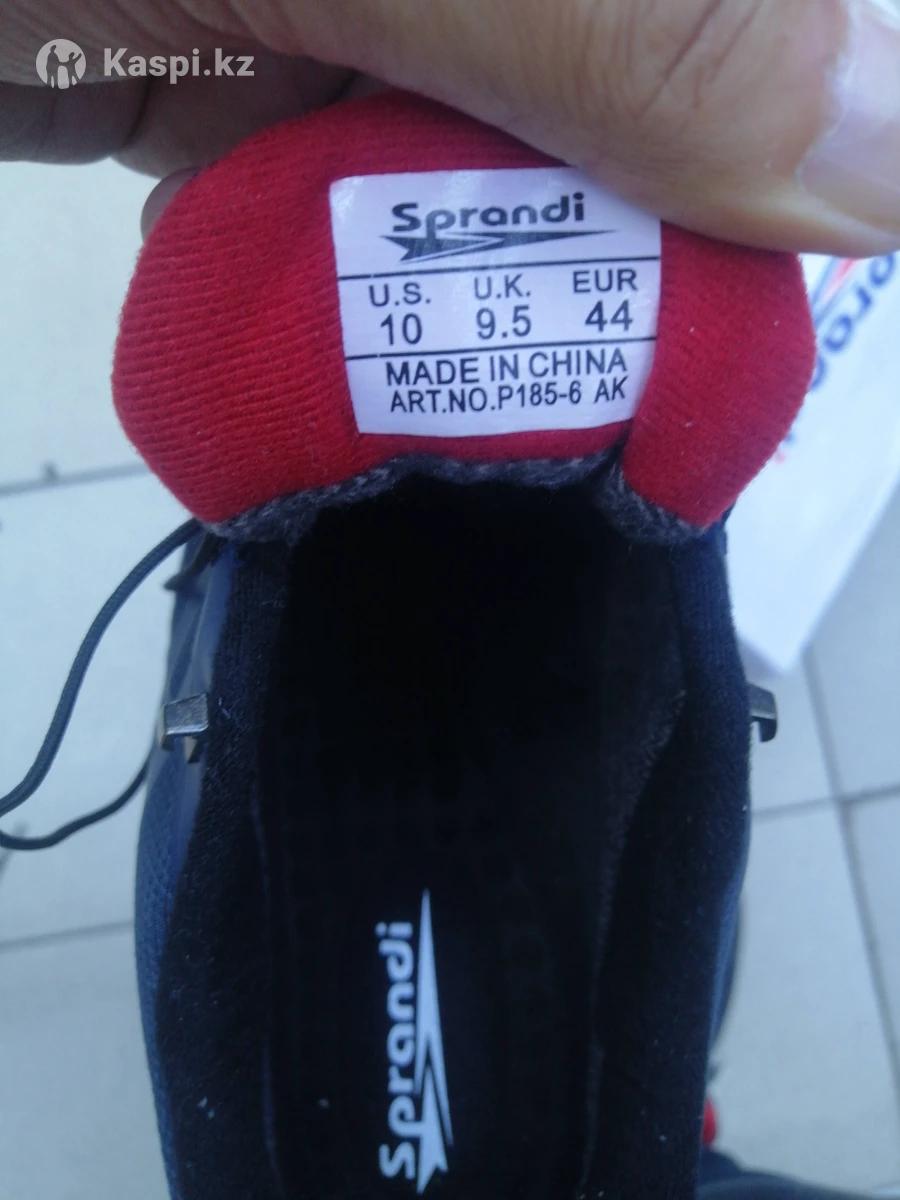 Kaspi.kz
Sprandi
U.S. U.K. EUR
10 9.5 44
MADE IN CHINA
ART.NO.P185-6 AK
Sprandi